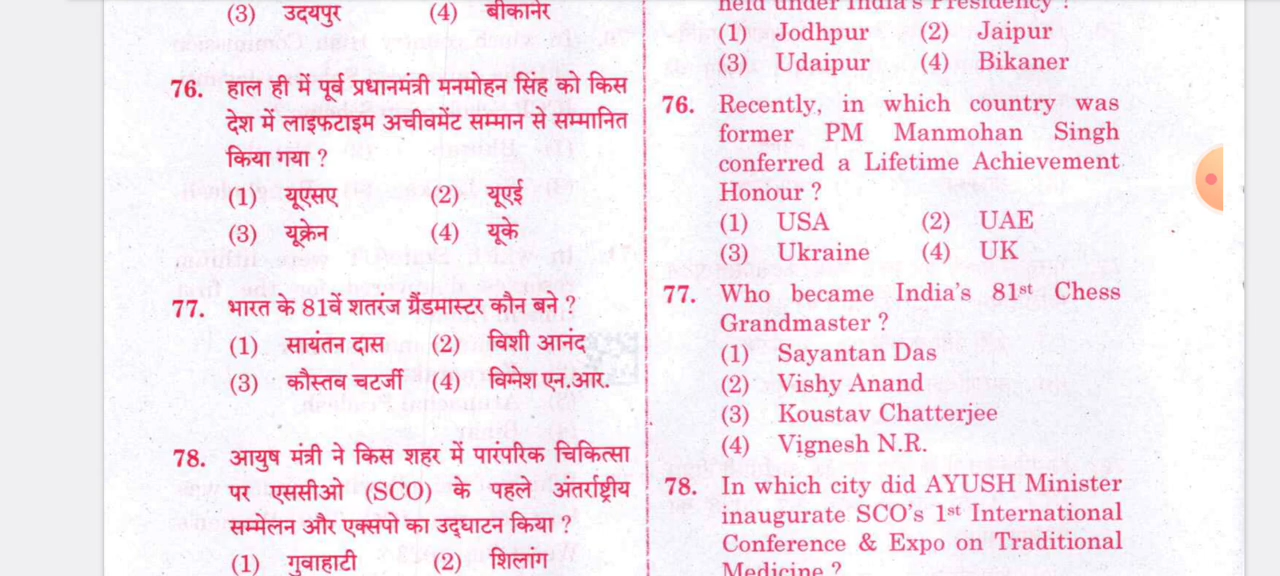 (3) उदयपुर (4) बीकानेर
76. हाल ही में पूर्व प्रधानमंत्री मनमोहन सिंह को किस
देश में लाइफटाइम अचीवमेंट सम्मान से सम्मानित
किया गया ?
(1) यूएसए (2) यूएई
(3) यूक्रेन (4) यूके
77. भारत के 81वें शतरंज ग्रैंडमास्टर कौन बने ?
(1) सायंतन दास (2) विशी आनंद
(3) कौस्तव चटर्जी (4) विग्नेश एन.आर.
78. आयुष मंत्री ने किस शहर में पारंपरिक चिकित्सा
पर एससीओ (SCO) के पहले अंतर्राष्ट्रीय
सम्मेलन और एक्सपो का उद्घाटन किया ?
(1) गुवाहाटी (2) शिलांग
held under India's Presidency ?
(1) Jodhpur (2) Jaipur
(3) Udaipur (4) Bikaner
76. Recently, in which country was
former PM Manmohan Singh
conferred a Lifetime Achievement
Honour ?
(1) USA (2) UAE
(3) Ukraine (4) UK
77. Who became India's 81st Chess
Grandmaster ?
(1) Sayantan Das
(2) Vishy Anand
(3) Koustav Chatterjee
(4) Vignesh N.R.
78. In which city did AYUSH Minister
inaugurate SCO's 1st International
Conference & Expo on Traditional
Medicine ?